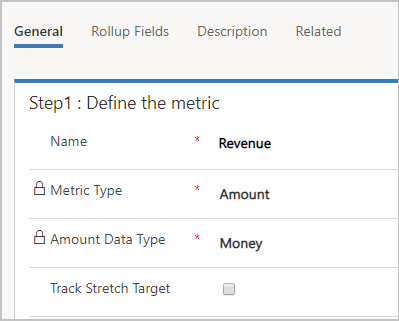 General Rollup Fields Description Related
Step1 : Define the metric
Name * Revenue
Metric Type * Amount
Amount Data Type * Money
Track Stretch Target